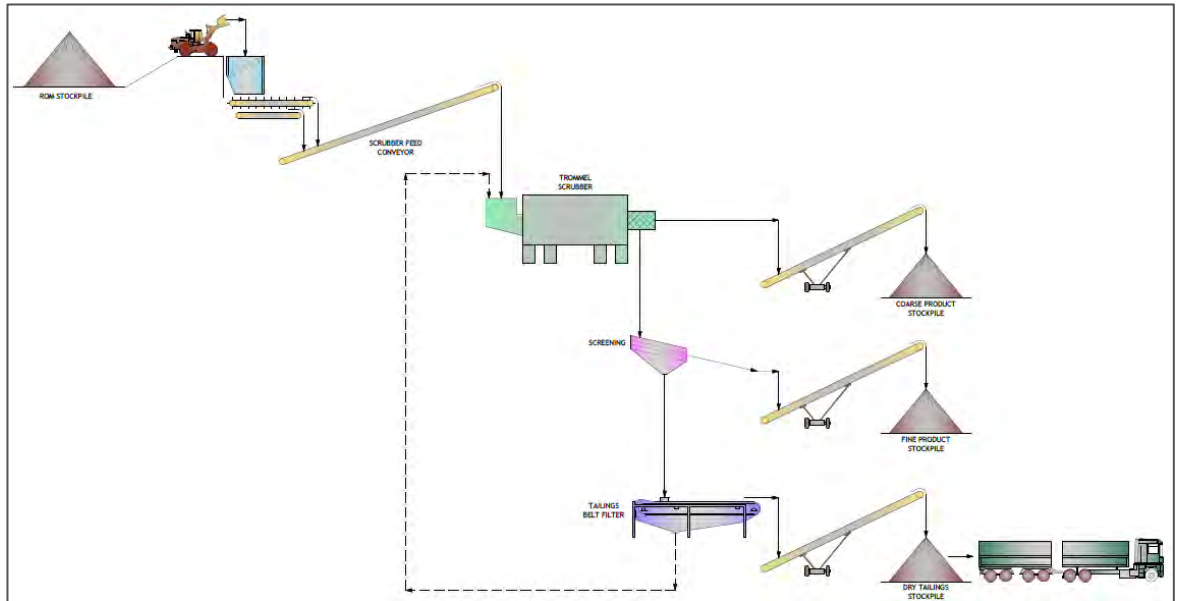 ROM STOCKPILE
SCRUBBER FEED
CONVEYOR
TROMMEL
SCRUBBER
COARSE PRODUCT
STOCKPILE
SCREENING
FINE PRODUCT
STOCKPILE
TAILINGS
BELT FILTER
DRY TAILINGS
STOCKPILE